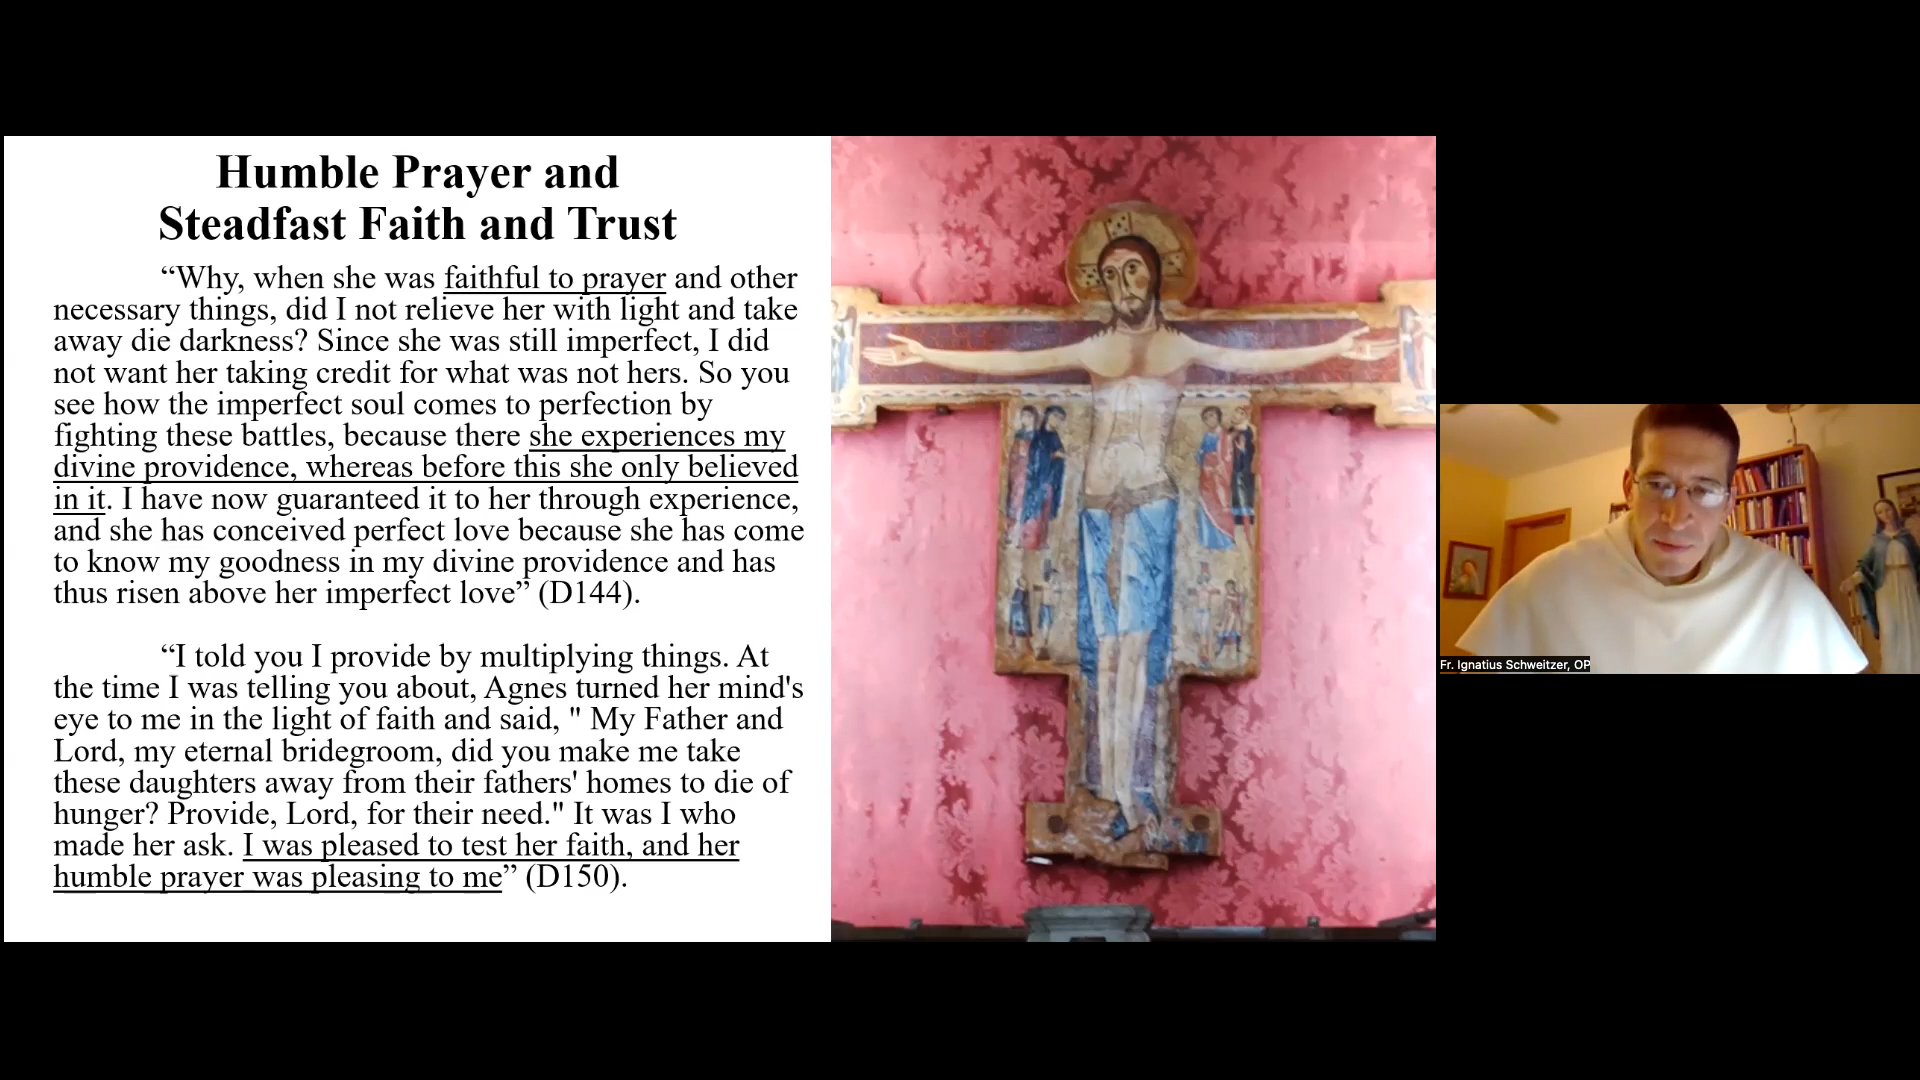 Humble Prayer and
Steadfast Faith and Trust
“Why, when she was faithful to prayer and other
necessary things, did I not relieve her with light and take
away die darkness? Since she was still imperfect, I did
not want her taking credit for what was not hers. So you
see how the imperfect soul comes to perfection by
fighting these battles, because there she experiences my
divine providence, whereas before this she only believed
in it. I have now guaranteed it to her through experience,
and she has conceived perfect love because she has come
to know my goodness in my divine providence and has
thus risen above her imperfect love” (D144).
“I told you I provide by multiplying things. At
the time I was telling you about, Agnes turned her mind's
eye to me in the light of faith and said, " My Father and
Lord, my eternal bridegroom, did you make me take
these daughters away from their fathers' homes to die of
hunger? Provide, Lord, for their need." It was I who
made her ask. I was pleased to test her faith, and her
humble prayer was pleasing to me” (D150).
Fr. Ignatius Schweitzer, OP